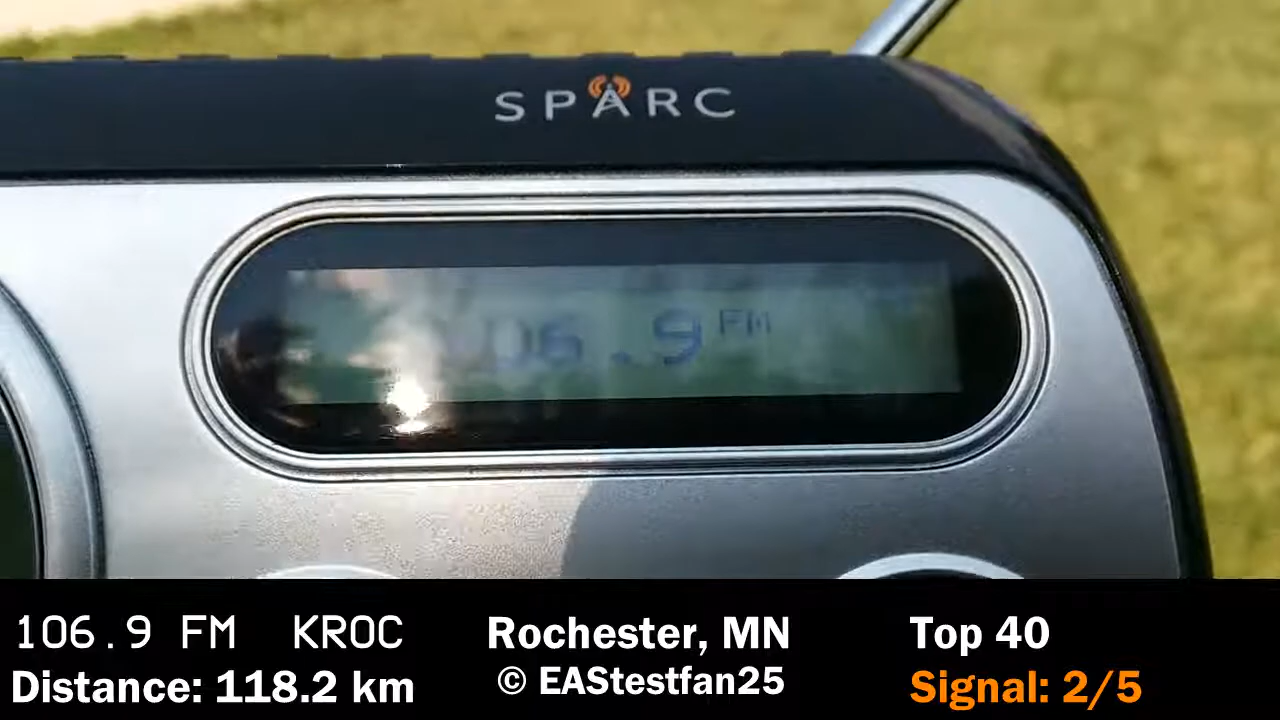 SPARC
106.9 FM
106.9 FM KROC
Rochester, MN
Top 40
Distance: 118.2 km
© EAStestfan25
Signal: 2/5